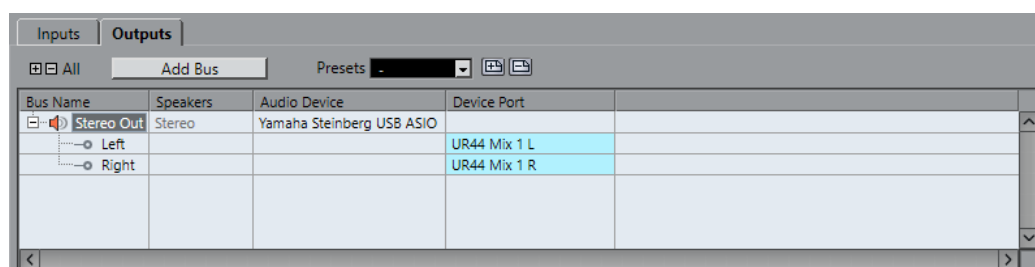 Inputs Outputs
All Add Bus Presets -
Bus Name Speakers Audio Device Device Port
Stereo Out Stereo Yamaha Steinberg USB ASIO
Left UR44 Mix 1 L
Right UR44 Mix 1 R